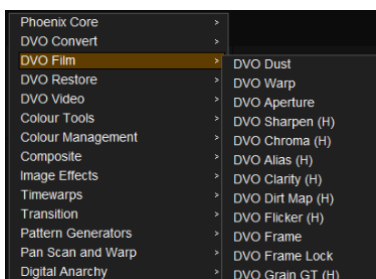 Phoenix Core >
DVO Convert >
DVO Film >
DVO Restore >
DVO Video >
Colour Tools >
Colour Management >
Composite >
Image Effects >
Timewarps >
Transition >
Pattern Generators >
Pan Scan and Warp >
Digital Anarchy >
DVO Dust
DVO Warp
DVO Aperture
DVO Sharpen (H)
DVO Chroma (H)
DVO Alias (H)
DVO Clarity (H)
DVO Dirt Map (H)
DVO Flicker (H)
DVO Frame
DVO Frame Lock
DVO Grain GT (H)